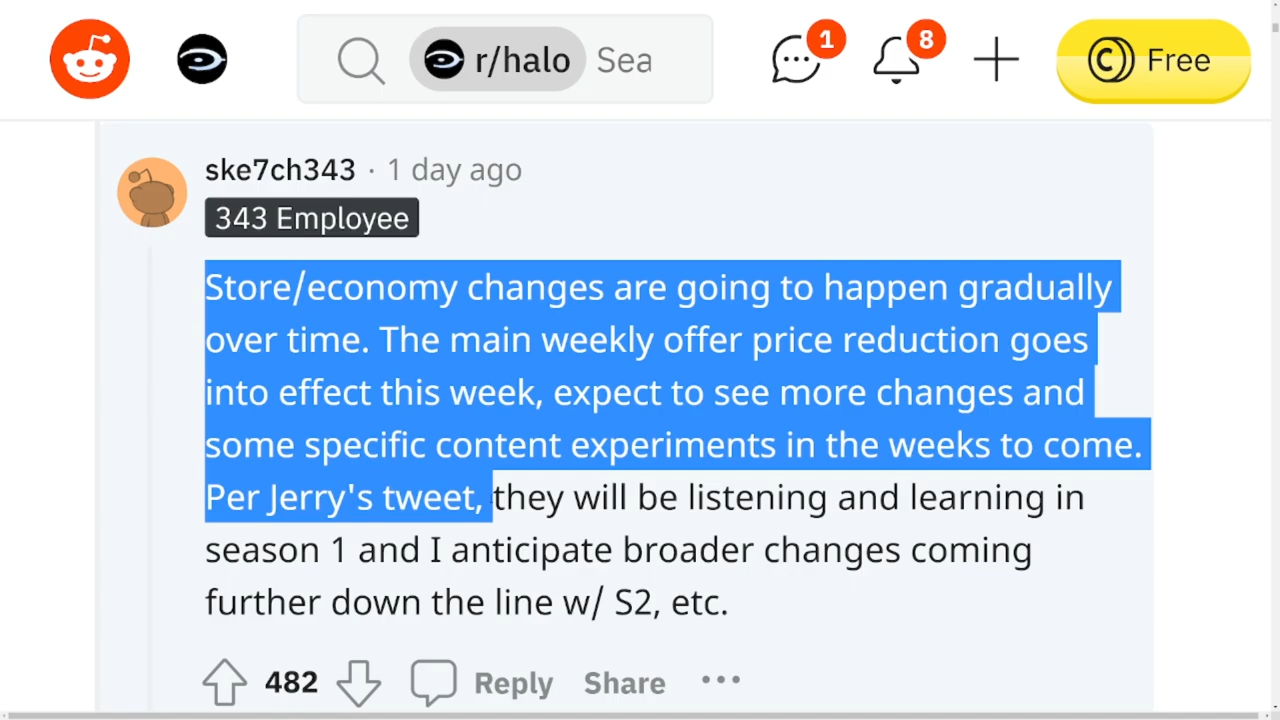 r/halo Sea 1 8 Free
ske7ch343 · 1 day ago
343 Employee
Store/economy changes are going to happen gradually
over time. The main weekly offer price reduction goes
into effect this week, expect to see more changes and
some specific content experiments in the weeks to come.
Per Jerry's tweet, they will be listening and learning in
season 1 and I anticipate broader changes coming
further down the line w/ S2, etc.
482 Reply Share